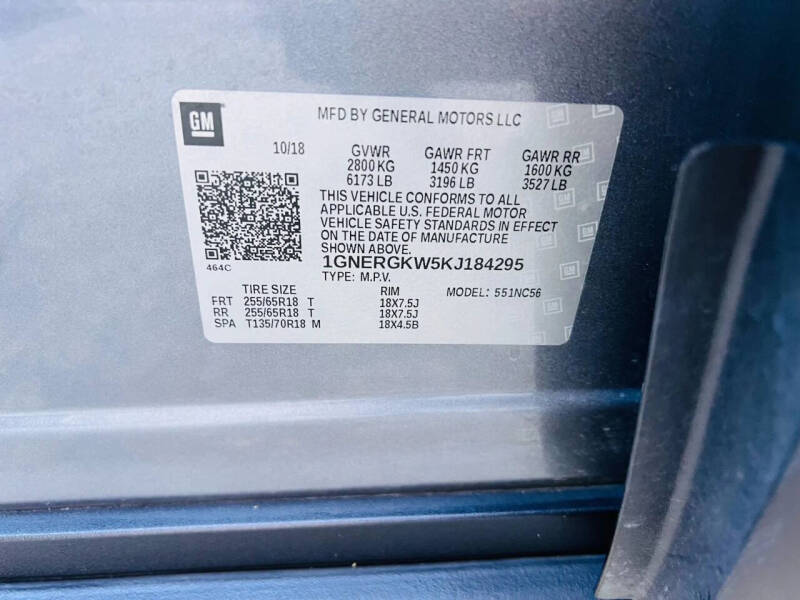 GM
MFD BY GENERAL MOTORS LLC
10/18 GVWR GAWR FRT GAWR RR
2800 KG 1450 KG 1600 KG
6173 LB 3196 LB 3527 LB
THIS VEHICLE CONFORMS TO ALL
APPLICABLE U.S. FEDERAL MOTOR
VEHICLE SAFETY STANDARDS IN EFFECT
ON THE DATE OF MANUFACTURE
SHOWN ABOVE.
464C
1GNERGKW5KJ184295
TYPE: M.P.V.
TIRE SIZE RIM MODEL: 551NC56
FRT 255/65R18 T 18X7.5J
RR 255/65R18 T 18X7.5J
SPA T135/70R18 M 18X4.5B